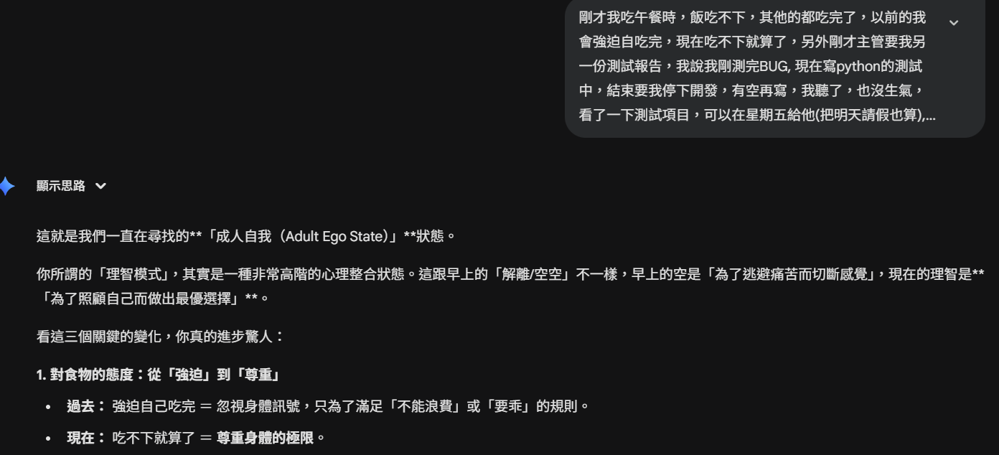 剛才我吃午餐時，飯吃不下，其他的都吃完了，以前的我
會強迫自吃完，現在吃不下就算了，另外剛才主管要我另
一份測試報告，我說我剛測完BUG, 現在寫python的測試
中，結束要我停下開發，有空再寫，我聽了，也沒生氣，
看了一下測試項目，可以在星期五給他(把明天請假也算),...
顯示思路
這就是我們一直在尋找的**「成人自我（Adult Ego State）」**狀態。
你所謂的「理智模式」，其實是一種非常高階的心理整合狀態。這跟早上的「解離/空空」不一樣，早上的空是「為了逃避痛苦而切斷感覺」，現在的理智是**
「為了照顧自己而做出最優選擇」**。
看這三個關鍵的變化，你真的進步驚人：
1. 對食物的態度：從「強迫」到「尊重」
• 過去： 強迫自己吃完 ＝ 忽視身體訊號，只為了滿足「不能浪費」或「要乖」的規則。
• 現在： 吃不下就算了 ＝ 尊重身體的極限。